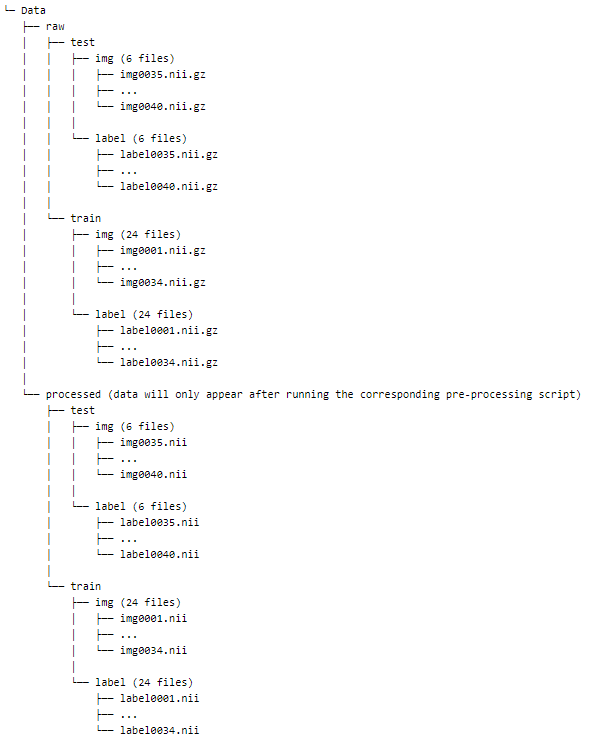 └─ Data
├── raw
│ ├── test
│ │ ├── img (6 files)
│ │ │ ├── img0035.nii.gz
│ │ │ ├── ...
│ │ │ └── img0040.nii.gz
│ │ │
│ │ └── label (6 files)
│ │ ├── label0035.nii.gz
│ │ ├── ...
│ │ └── label0040.nii.gz
│ │
│ └── train
│ ├── img (24 files)
│ │ ├── img0001.nii.gz
│ │ ├── ...
│ │ └── img0034.nii.gz
│ │
│ └── label (24 files)
│ ├── label0001.nii.gz
│ ├── ...
│ └── label0034.nii.gz
│
└── processed (data will only appear after running the corresponding pre-processing script)
├── test
│ ├── img (6 files)
│ │ ├── img0035.nii
│ │ ├── ...
│ │ └── img0040.nii
│ │
│ └── label (6 files)
│ ├── label0035.nii
│ ├── ...
│ └── label0040.nii
│
└── train
├── img (24 files)
│ ├── img0001.nii
│ ├── ...
│ └── img0034.nii
│
└── label (24 files)
├── label0001.nii
├── ...
└── label0034.nii